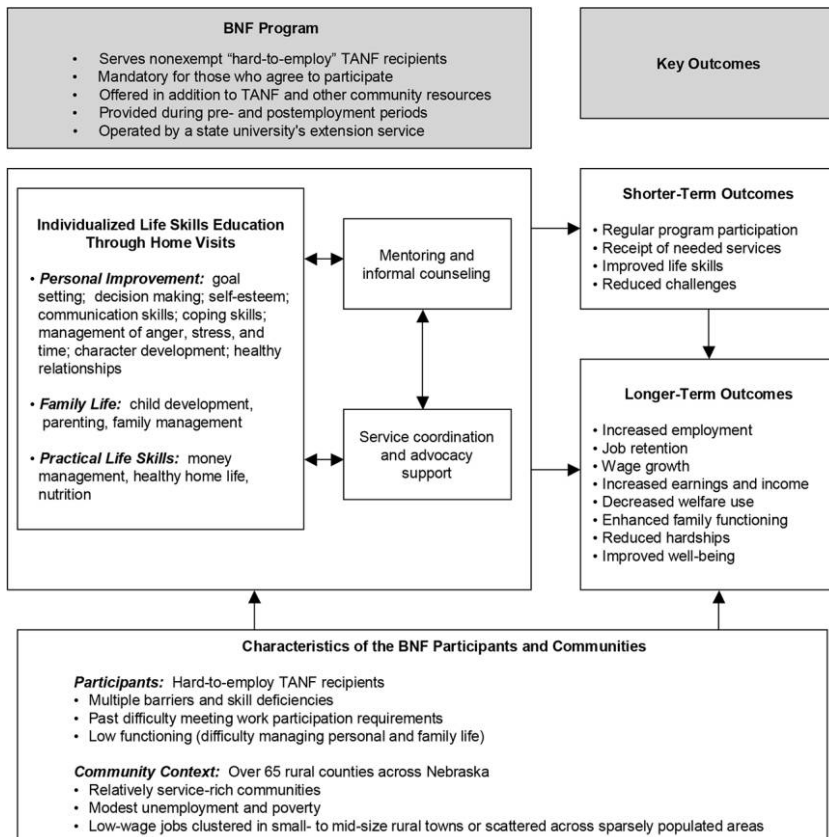 BNF Program
• Serves nonexempt “hard-to-employ” TANF recipients
• Mandatory for those who agree to participate
• Offered in addition to TANF and other community resources
• Provided during pre- and postemployment periods
• Operated by a state university's extension service
Key Outcomes
Individualized Life Skills Education
Through Home Visits
• Personal Improvement: goal
setting; decision making; self-esteem;
communication skills; coping skills;
management of anger, stress, and
time; character development; healthy
relationships
• Family Life: child development,
parenting, family management
• Practical Life Skills: money
management, healthy home life,
nutrition
Mentoring and
informal counseling
Service coordination
and advocacy
support
Shorter-Term Outcomes
• Regular program participation
• Receipt of needed services
• Improved life skills
• Reduced challenges
Longer-Term Outcomes
• Increased employment
• Job retention
• Wage growth
• Increased earnings and income
• Decreased welfare use
• Enhanced family functioning
• Reduced hardships
• Improved well-being
Characteristics of the BNF Participants and Communities
Participants: Hard-to-employ TANF recipients
• Multiple barriers and skill deficiencies
• Past difficulty meeting work participation requirements
• Low functioning (difficulty managing personal and family life)
Community Context: Over 65 rural counties across Nebraska
• Relatively service-rich communities
• Modest unemployment and poverty
• Low-wage jobs clustered in small- to mid-size rural towns or scattered across sparsely populated areas